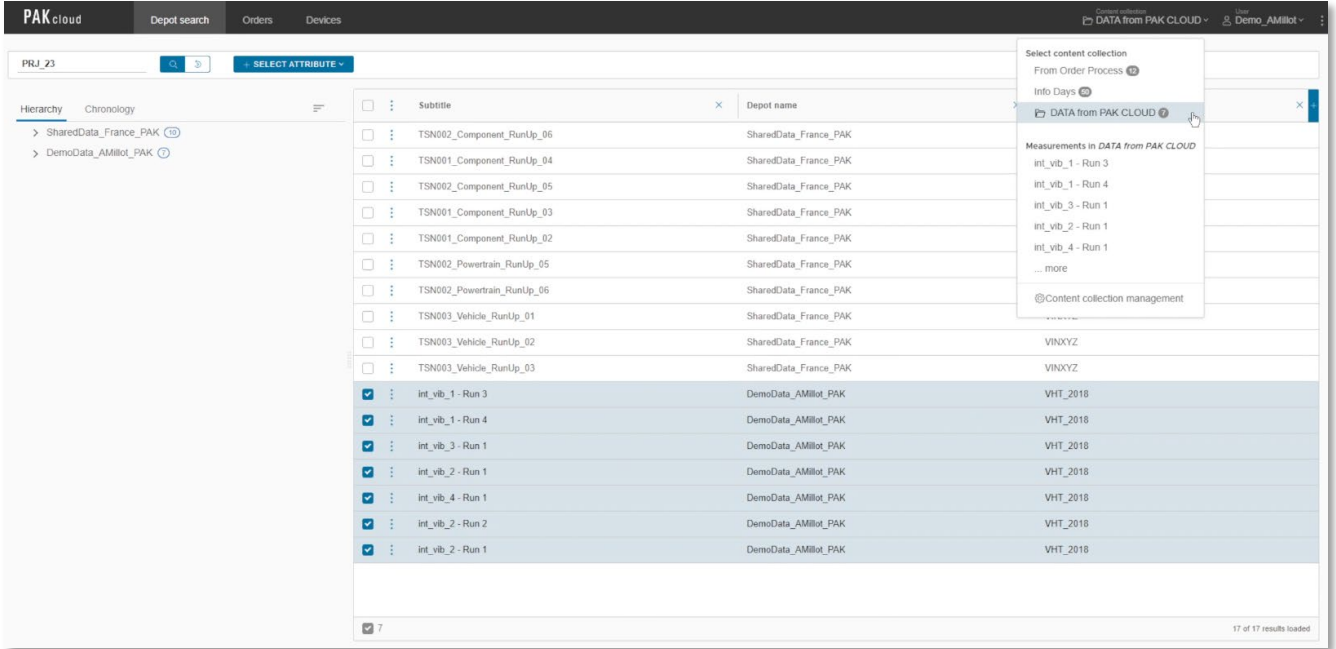 PAK cloud Depot search Orders Devices Content collection DATA from PAK CLOUD User Demo_AMillot
PRJ_23 + SELECT ATTRIBUTE
Select content collection
From Order Process 12
Info Days 50
DATA from PAK CLOUD 7
Measurements in DATA from PAK CLOUD
int_vib_1 - Run 3
int_vib_1 - Run 4
int_vib_3 - Run 1
int_vib_2 - Run 1
int_vib_4 - Run 1
... more
Content collection management
Hierarchy Chronology
SharedData_France_PAK 10
DemoData_AMillot_PAK 7
Subtitle Depot name
TSN002_Component_RunUp_06 SharedData_France_PAK
TSN001_Component_RunUp_04 SharedData_France_PAK
TSN002_Component_RunUp_05 SharedData_France_PAK
TSN001_Component_RunUp_03 SharedData_France_PAK
TSN001_Component_RunUp_02 SharedData_France_PAK
TSN002_Powertrain_RunUp_05 SharedData_France_PAK
TSN002_Powertrain_RunUp_06 SharedData_France_PAK
TSN003_Vehicle_RunUp_01 SharedData_France_PAK
TSN003_Vehicle_RunUp_02 SharedData_France_PAK VINXYZ
TSN003_Vehicle_RunUp_03 SharedData_France_PAK VINXYZ
int_vib_1 - Run 3 DemoData_AMillot_PAK VHT_2018
int_vib_1 - Run 4 DemoData_AMillot_PAK VHT_2018
int_vib_3 - Run 1 DemoData_AMillot_PAK VHT_2018
int_vib_2 - Run 1 DemoData_AMillot_PAK VHT_2018
int_vib_4 - Run 1 DemoData_AMillot_PAK VHT_2018
int_vib_2 - Run 2 DemoData_AMillot_PAK VHT_2018
int_vib_2 - Run 1 DemoData_AMillot_PAK VHT_2018
7 17 of 17 results loaded